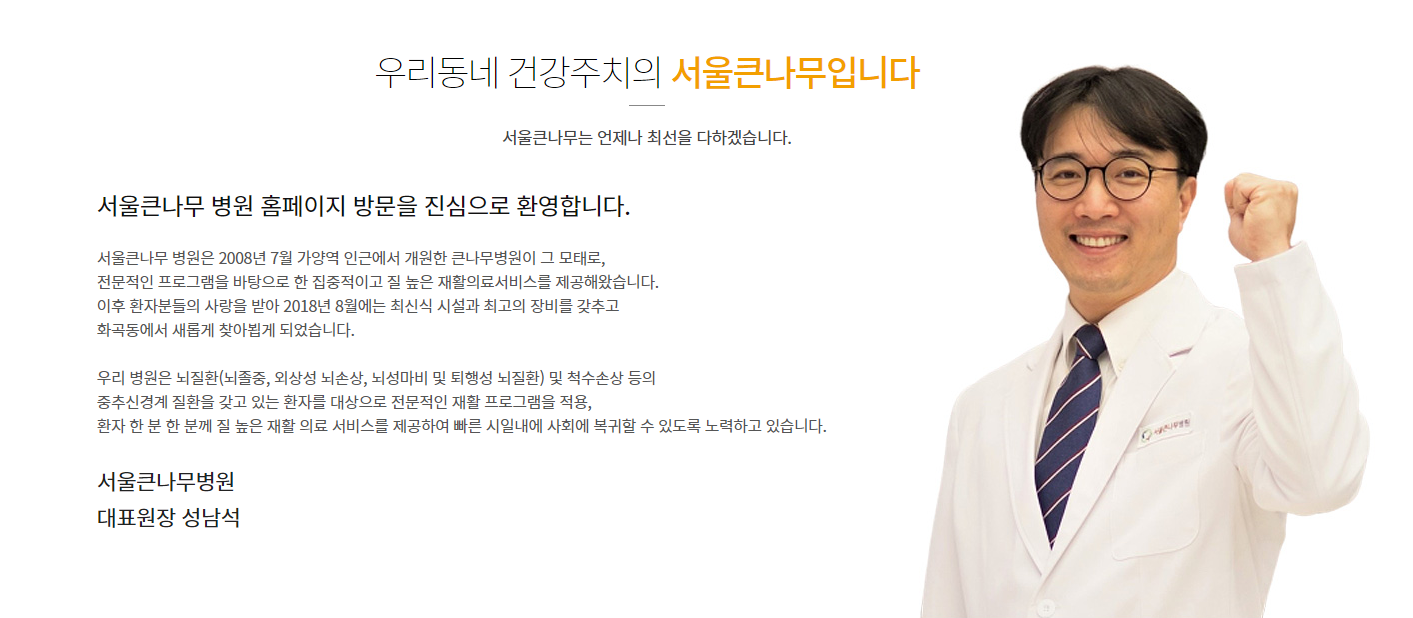 우리동네 건강주치의 서울큰나무입니다
서울큰나무는 언제나 최선을 다하겠습니다.
서울큰나무 병원 홈페이지 방문을 진심으로 환영합니다.
서울큰나무 병원은 2008년 7월 가양역 인근에서 개원한 큰나무병원이 그 모태로,
전문적인 프로그램을 바탕으로 한 집중적이고 질 높은 재활의료서비스를 제공해왔습니다.
이후 환자분들의 사랑을 받아 2018년 8월에는 최신식 시설과 최고의 장비를 갖추고
화곡동에서 새롭게 찾아뵙게 되었습니다.
우리 병원은 뇌질환(뇌졸중, 외상성 뇌손상, 뇌성마비 및 퇴행성 뇌질환) 및 척수손상 등의
중추신경계 질환을 갖고 있는 환자를 대상으로 전문적인 재활 프로그램을 적용,
환자 한 분 한 분께 질 높은 재활 의료 서비스를 제공하여 빠른 시일내에 사회에 복귀할 수 있도록 노력하고 있습니다.
서울큰나무병원
대표원장 성남석
서울큰나무병원